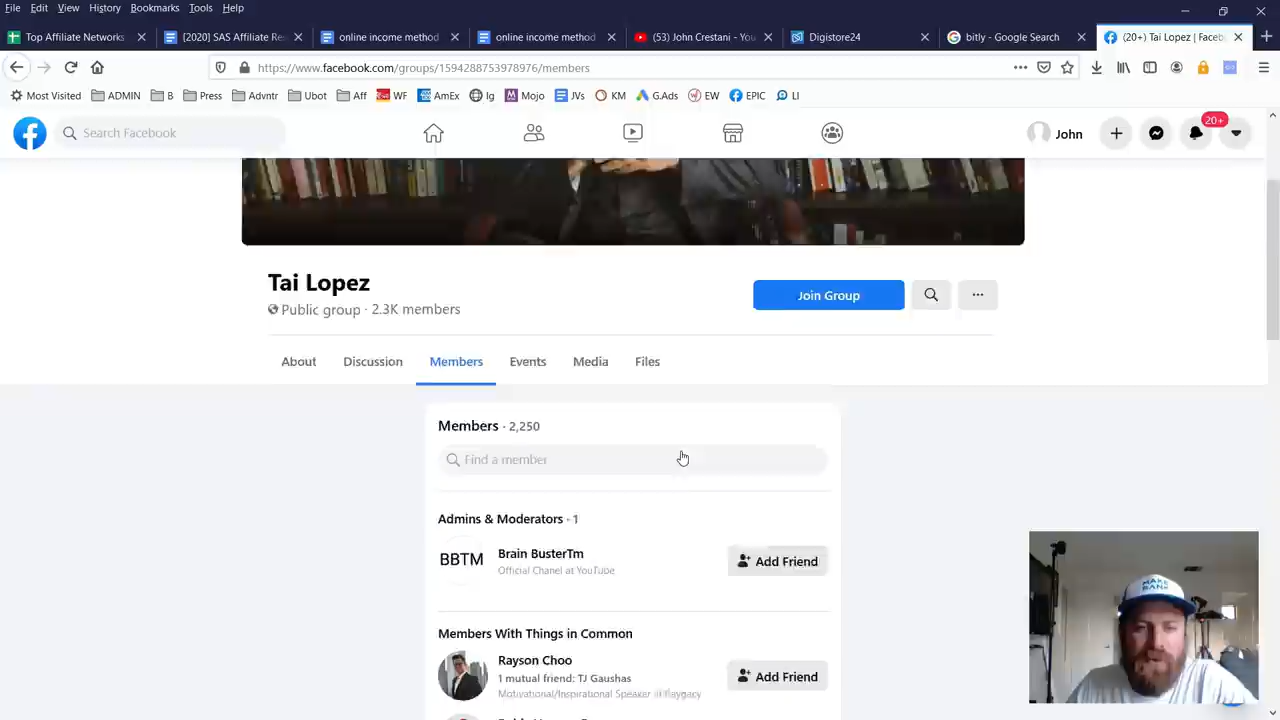 File Edit View History Bookmarks Tools Help
Top Affiliate Networks
[2020] SAS Affiliate Re
online income method
online income method
(53) John Crestani - You
Digistore24
bitly - Google Search
(20+) Tai Lopez | Faceb
https://www.facebook.com/groups/1594288753978976/members
Most Visited ADMIN B Press Advntr Ubot Aff WF AmEx Ig Mojo JVs KM G.Ads EW EPIC LI
Search Facebook
John
20+
Tai Lopez
Public group · 2.3K members
Join Group
About Discussion Members Events Media Files
Members · 2,250
Find a member
Admins & Moderators · 1
BBTM
Brain BusterTm
Official Chanel at YouTube
Add Friend
Members With Things in Common
Rayson Choo
1 mutual friend: TJ Gaushas
Motivational/Inspirational Speaker
Add Friend
MAKE
BANK